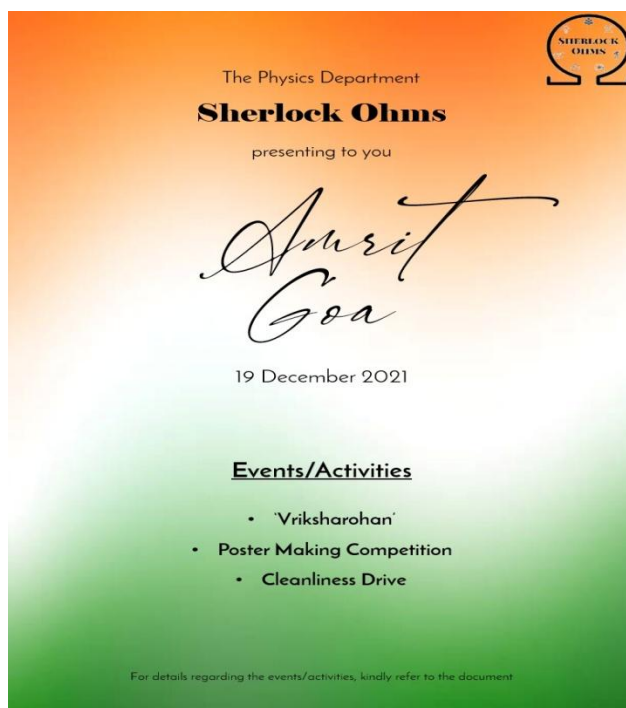 SHERLOCK
OHMS
The Physics Department
Sherlock Ohms
presenting to you
Amrit
Goa
19 December 2021
Events/Activities
• 'Vriksharohan'
• Poster Making Competition
• Cleanliness Drive
For details regarding the events/activities, kindly refer to the document